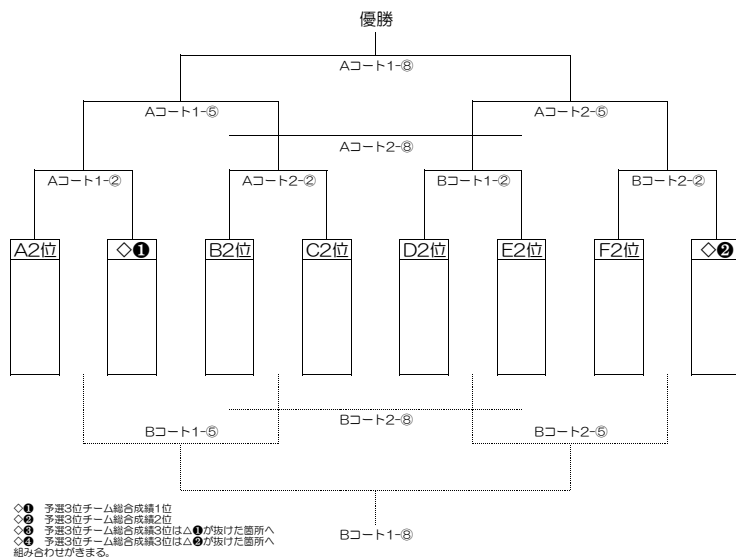 優勝
Aコート1-⑧
Aコート1-⑤
Aコート2-⑤
Aコート2-⑧
Aコート1-②
Aコート2-②
Bコート1-②
Bコート2-②
A2位
◇❶
B2位
C2位
D2位
E2位
F2位
◇❷
Bコート2-⑧
Bコート1-⑤
Bコート2-⑤
◇❶ 予選3位チーム総合成績1位
◇❷ 予選3位チーム総合成績2位
◇❸ 予選3位チーム総合成績3位は△❶が抜けた箇所へ
◇❹ 予選3位チーム総合成績3位は△❷が抜けた箇所へ
組み合わせがきまる。
Bコート1-⑧